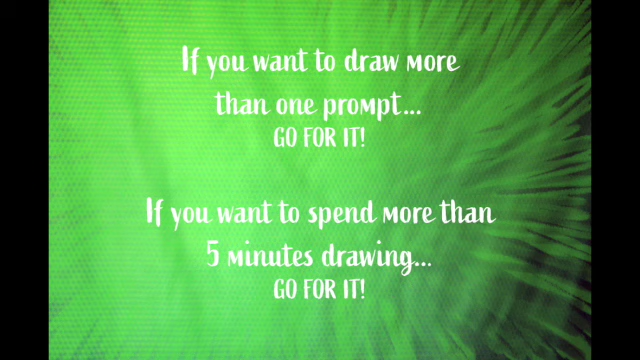 If you want to draw more
than one prompt...
GO FOR IT!
If you want to spend more than
5 minutes drawing...
GO FOR IT!